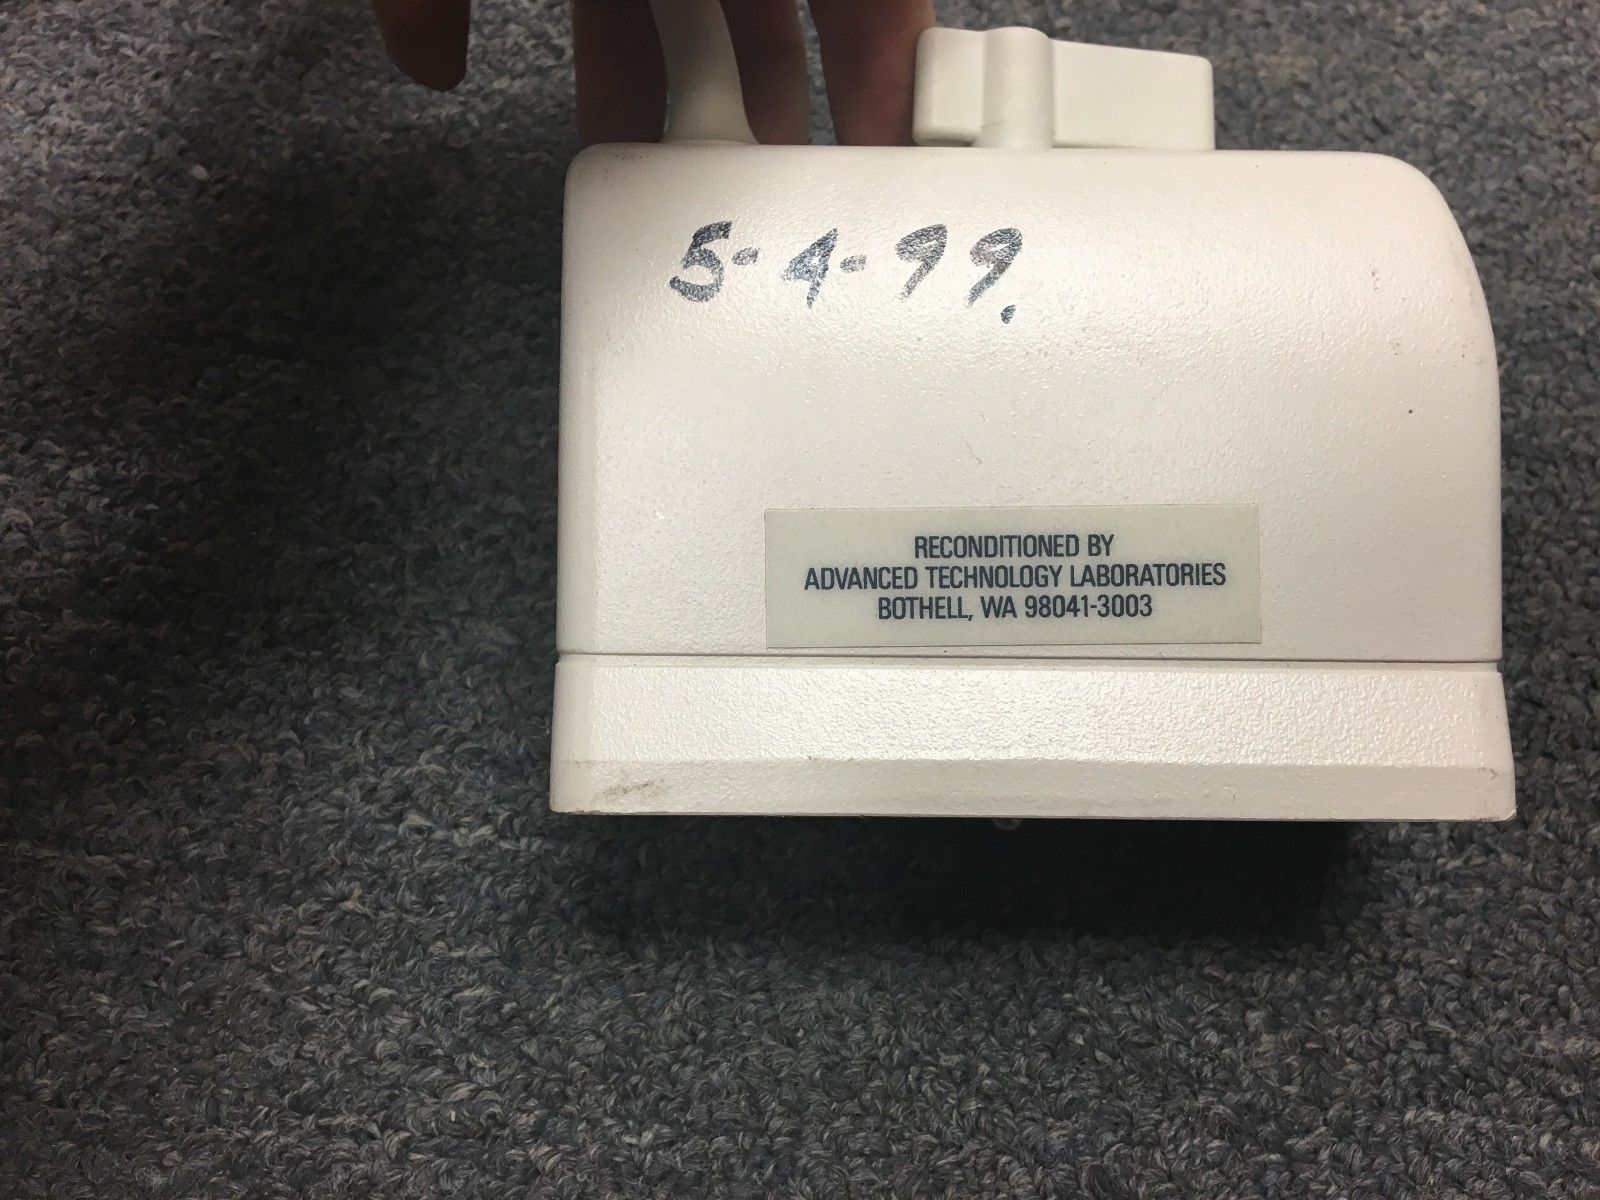 5-4-99.
RECONDITIONED BY
ADVANCED TECHNOLOGY LABORATORIES
BOTHELL, WA 98041-3003